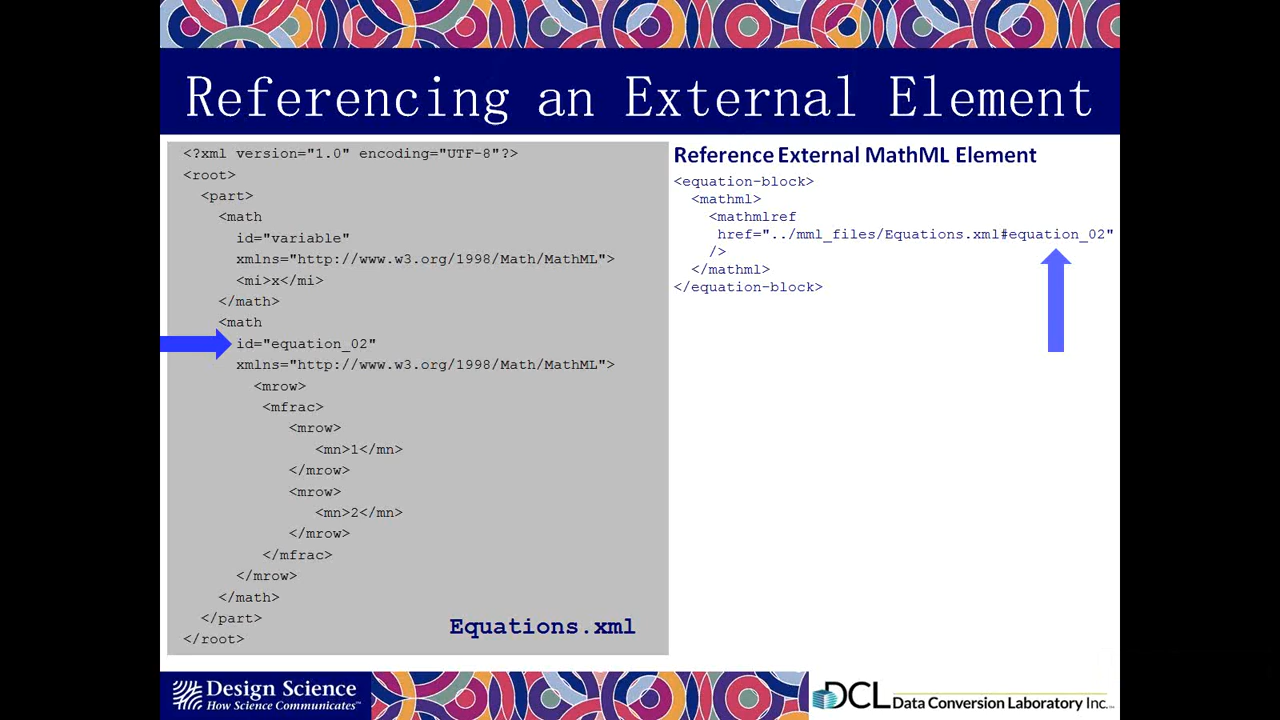 Referencing an External Element
<?xml version="1.0" encoding="UTF-8"?>
<root>
<part>
<math
id="variable"
xmlns="http://www.w3.org/1998/Math/MathML">
<mi>x</mi>
</math>
<math
id="equation_02"
xmlns="http://www.w3.org/1998/Math/MathML">
<mrow>
<mfrac>
<mrow>
<mn>1</mn>
</mrow>
<mrow>
<mn>2</mn>
</mrow>
</mfrac>
</mrow>
</math>
</part>
</root>
Equations.xml
Reference External MathML Element
<equation-block>
<mathml>
<mathmlref
href="../mml_files/Equations.xml#equation_02"
/>
</mathml>
</equation-block>
Design Science
How Science Communicates™
DCL Data Conversion Laboratory Inc.™